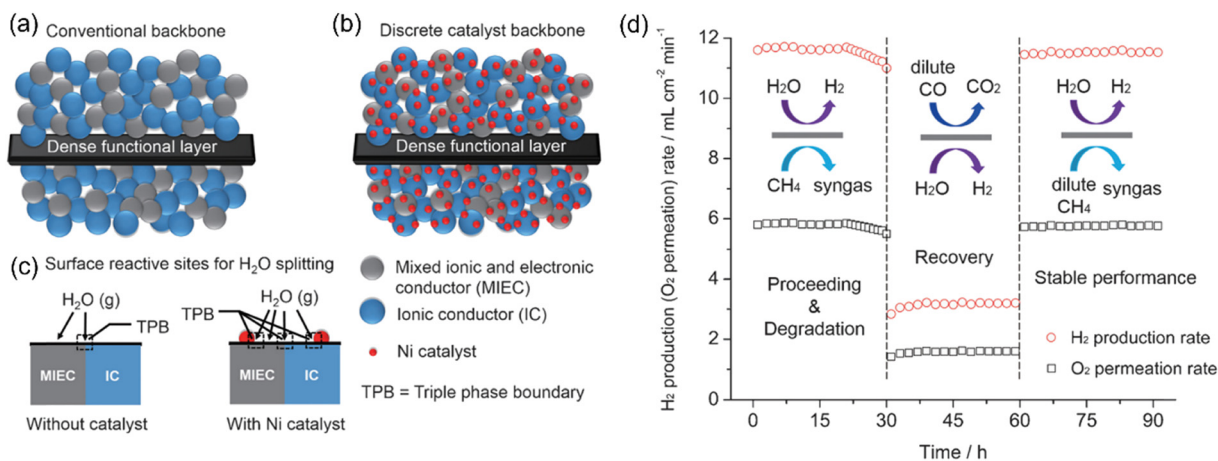 (a)
Conventional backbone
Dense functional layer
(b)
Discrete catalyst backbone
Dense functional layer
(c)
Surface reactive sites for H₂O splitting
H₂O (g)
TPB
MIEC
IC
Without catalyst
TPB
H₂O (g)
MIEC
IC
With Ni catalyst
Mixed ionic and electronic
conductor (MIEC)
Ionic conductor (IC)
Ni catalyst
TPB = Triple phase boundary
(d)
H₂ production (O₂ permeation) rate / mL cm⁻² min⁻¹
12
10
8
6
4
2
0
H₂O
H₂
CH₄
syngas
Proceeding
&
Degradation
dilute
CO
CO₂
H₂O
H₂
Recovery
H₂O
H₂
dilute
CH₄
syngas
Stable performance
H₂ production rate
O₂ permeation rate
0
15
30
45
60
75
90
Time / h